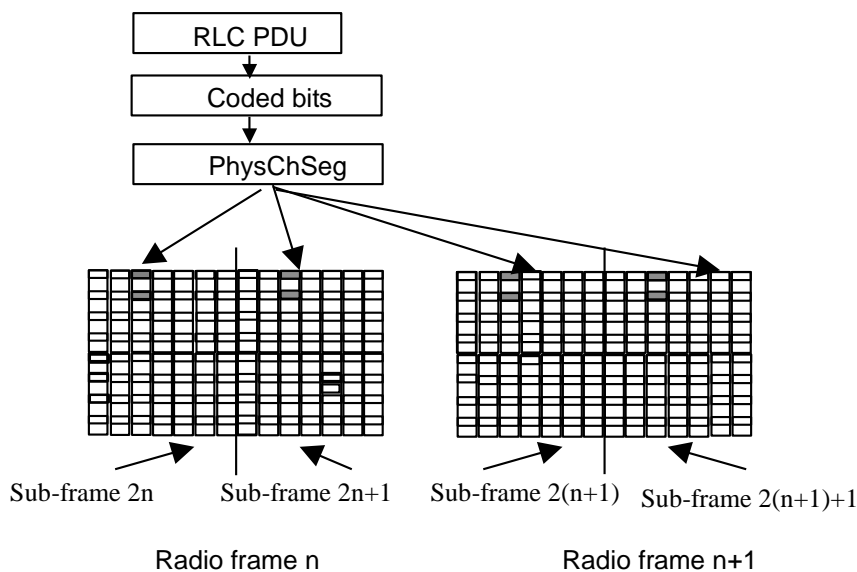 RLC PDU
Coded bits
PhysChSeg
Sub-frame 2n
Sub-frame 2n+1
Sub-frame 2(n+1)
Sub-frame 2(n+1)+1
Radio frame n
Radio frame n+1